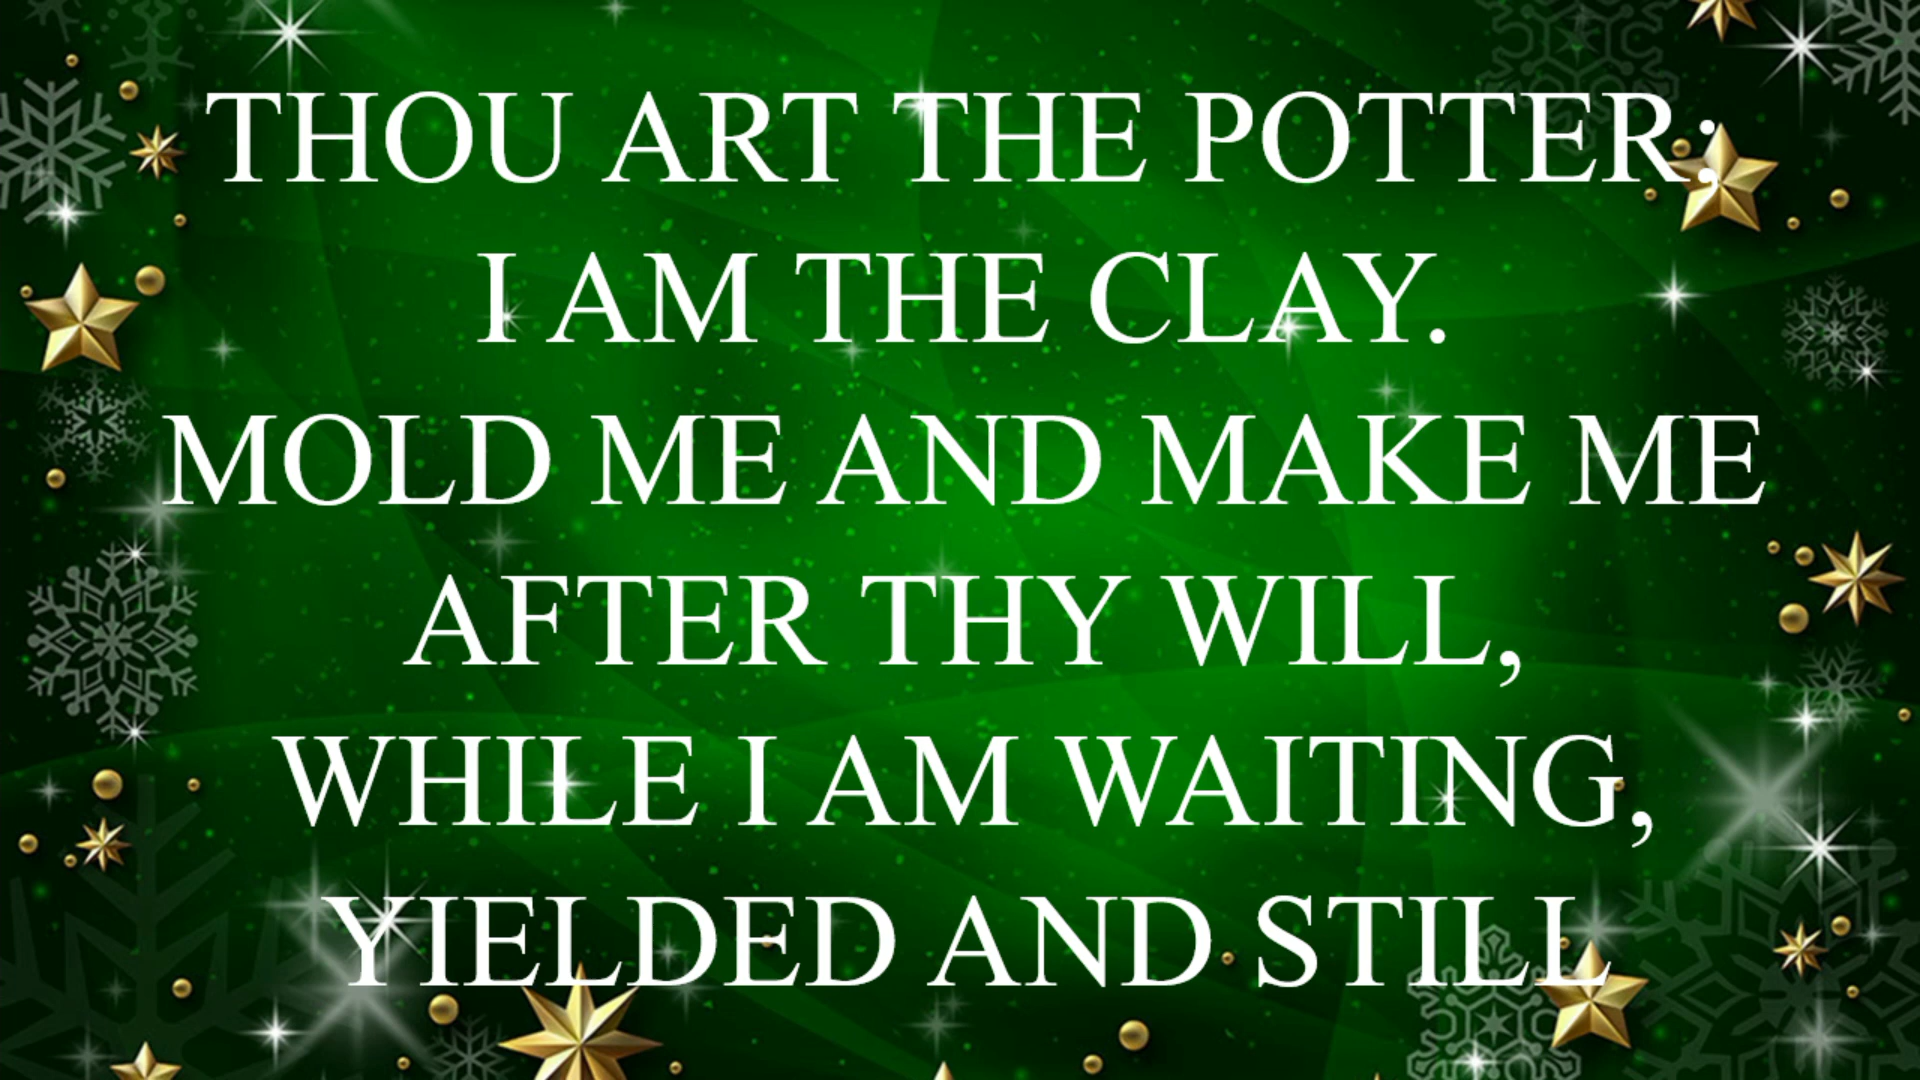 THOU ART THE POTTER;
I AM THE CLAY.
MOLD ME AND MAKE ME
AFTER THY WILL,
WHILE I AM WAITING,
YIELDED AND STILL